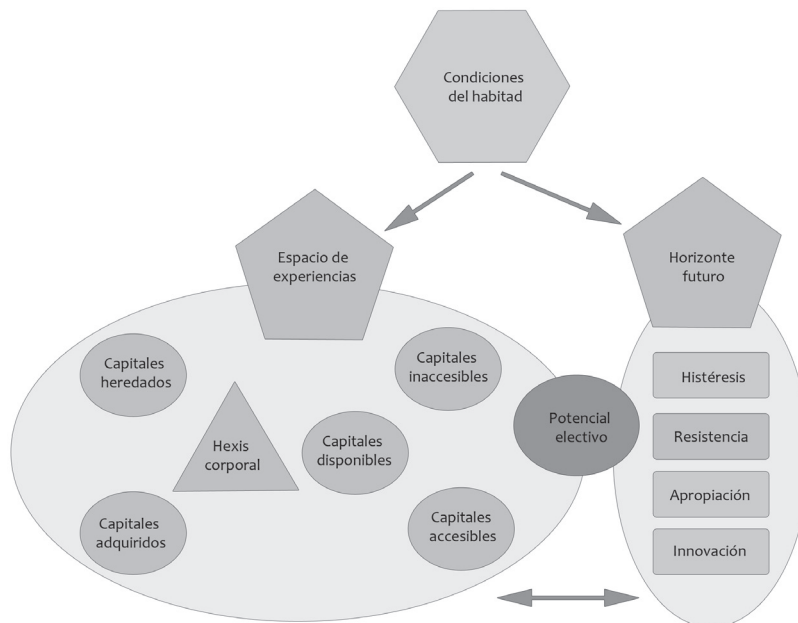 Condiciones
del habitad
Espacio de
experiencias
Horizonte
futuro
Capitales
heredados
Capitales
inaccesibles
Hexis
corporal
Capitales
disponibles
Capitales
adquiridos
Capitales
accesibles
Potencial
electivo
Histéresis
Resistencia
Apropiación
Innovación